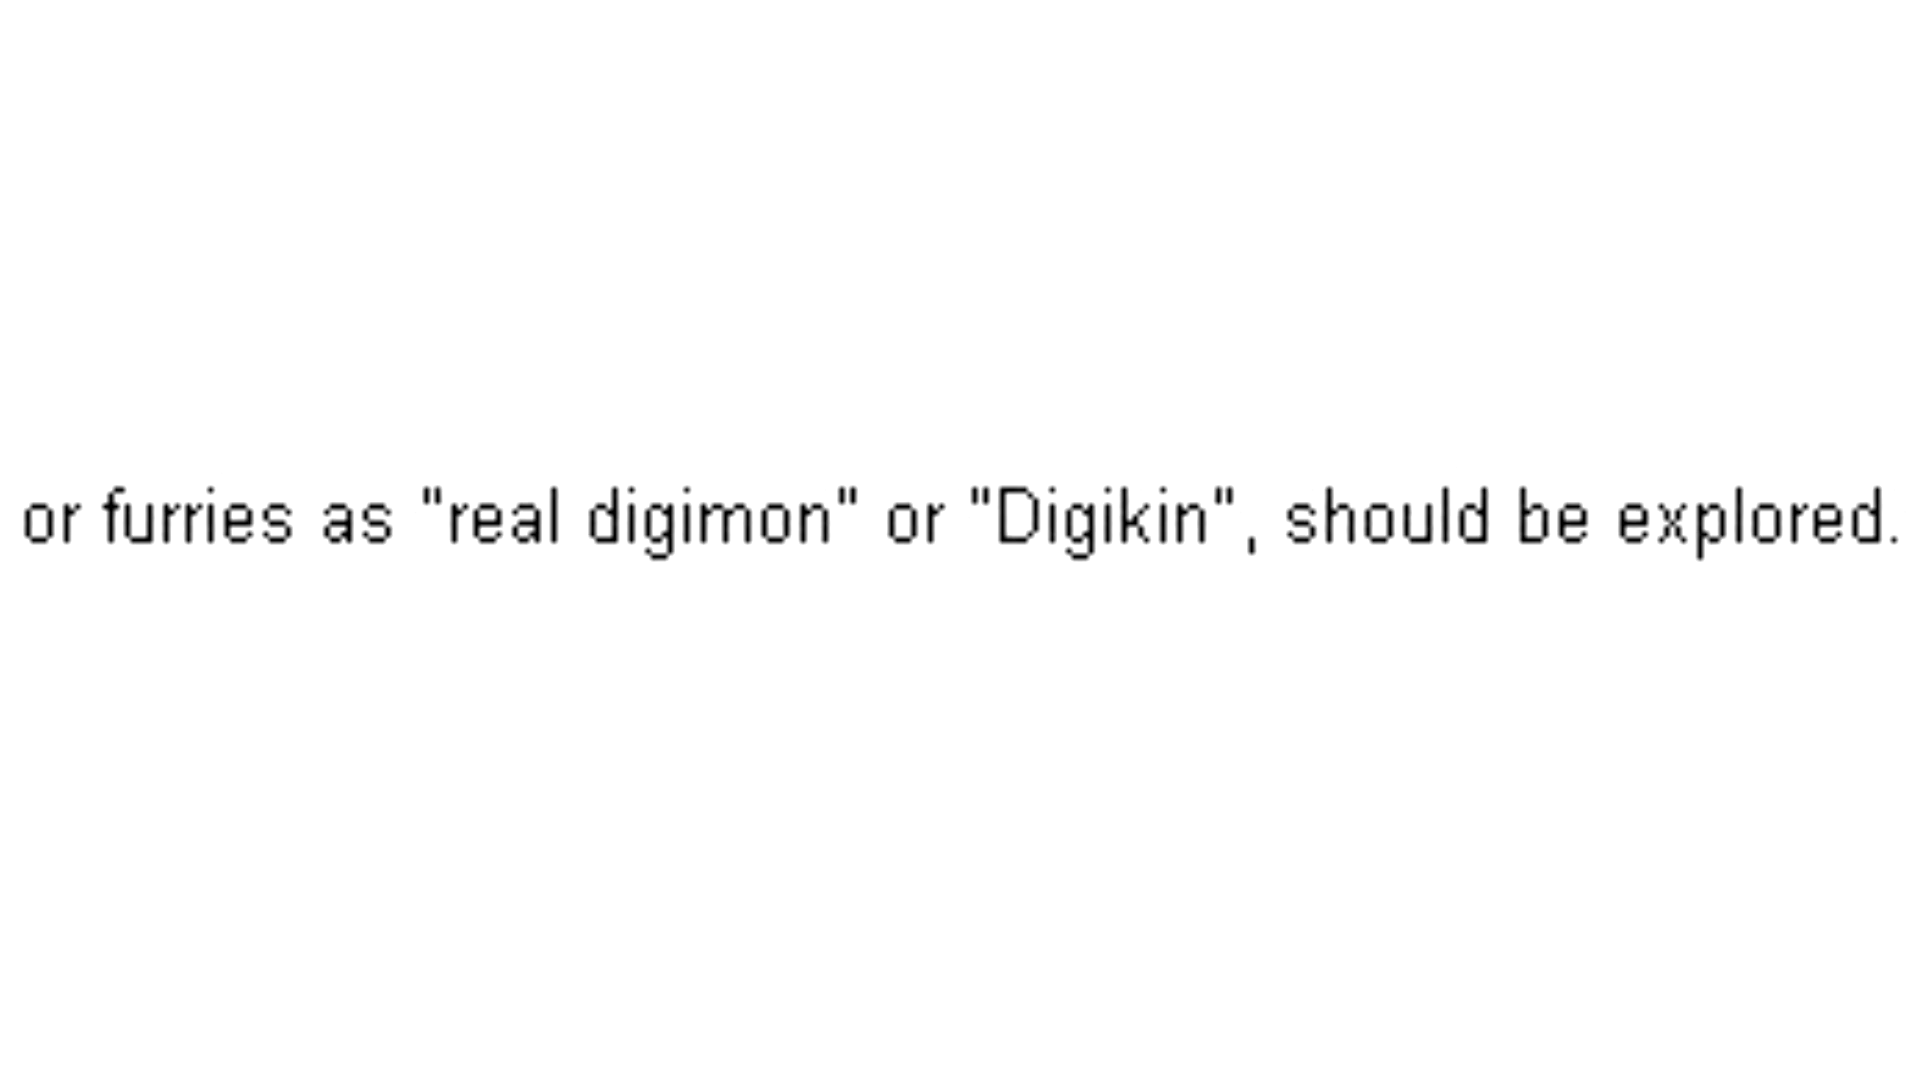 or furries as "real digimon" or "Digikin", should be explored.